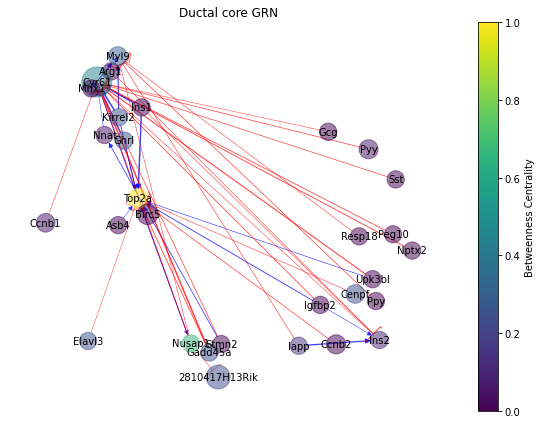 Ductal core GRN
Myl9
Arg1
Cyr61
Mnx1
Ins1
Kirrel2
Nnat
Ghrl
Gcg
Pyy
Sst
Top2a
Birc5
Asb4
Ccnb1
Resp18
Peg10
Nptx2
Upk3bl
Cenpf
Ppy
Igfbp2
Elavl3
Nusap1
Stmn2
Gadd45a
Iapp
Ccnb2
Ins2
2810417H13Rik
1.0
0.8
0.6
0.4
0.2
0.0
Betweenness Centrality